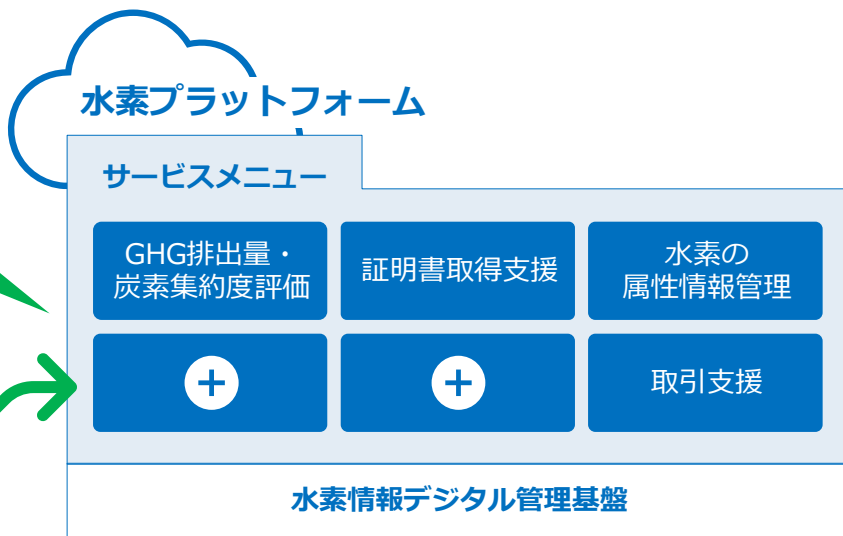 水素プラットフォーム
サービスメニュー
GHG排出量・
炭素集約度評価
証明書取得支援
水素の
属性情報管理
+
+
取引支援
水素情報デジタル管理基盤